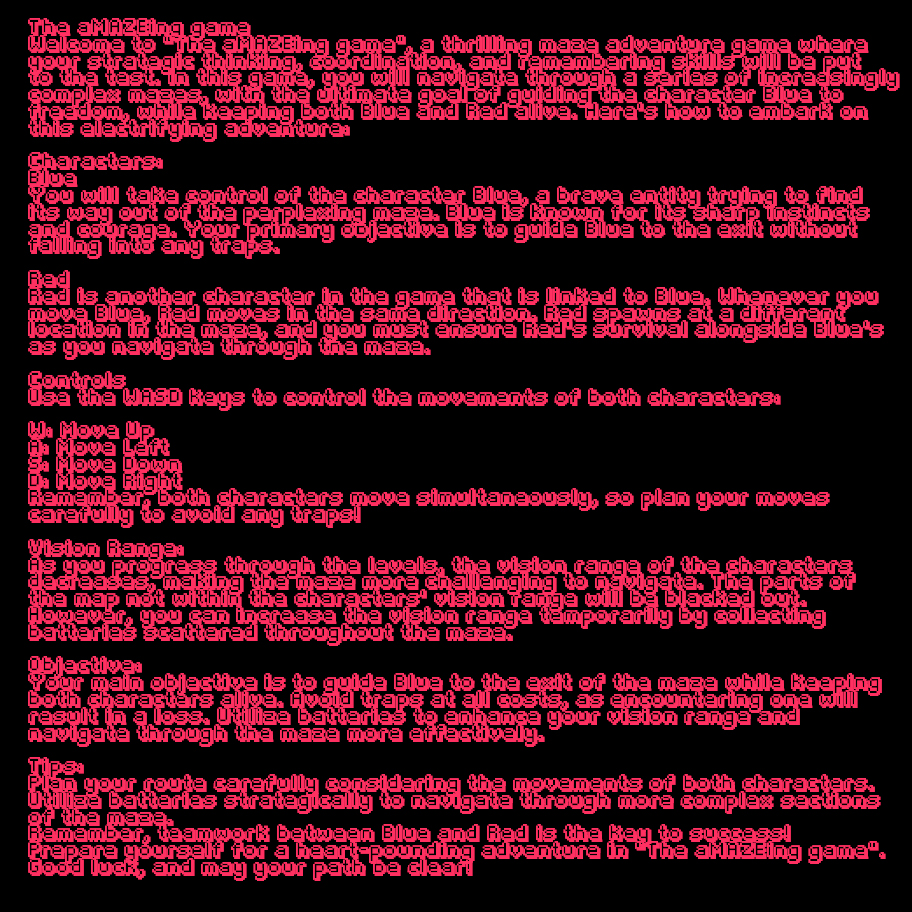 The aMAZEing game
Welcome to "The aMAZEing game", a thrilling maze adventure game where
your strategic thinking, coordination, and remembering skills will be put
to the test. In this game, you will navigate through a series of increasingly
complex mazes, with the ultimate goal of guiding the character Blue to
freedom, while keeping both Blue and Red alive. Here's how to embark on
this electrifying adventure:
Characters:
Blue
You will take control of the character Blue, a brave entity trying to find
its way out of the perplexing maze. Blue is known for its sharp instincts
and courage. Your primary objective is to guide Blue to the exit without
falling into any traps.
Red
Red is another character in the game that is linked to Blue. Whenever you
move Blue, Red moves in the same direction. Red spawns at a different
location in the maze, and you must ensure Red's survival alongside Blue's
as you navigate through the maze.
Controls
Use the WASD keys to control the movements of both characters:
W: Move Up
A: Move Left
S: Move Down
D: Move Right
Remember, both characters move simultaneously, so plan your moves
carefully to avoid any traps!
Vision Range:
As you progress through the levels, the vision range of the characters
decreases, making the maze more challenging to navigate. The parts of
the map not within the characters' vision range will be blacked out.
However, you can increase the vision range temporarily by collecting
batteries scattered throughout the maze.
Objective:
Your main objective is to guide Blue to the exit of the maze while keeping
both characters alive. Avoid traps at all costs, as encountering one will
result in a loss. Utilize batteries to enhance your vision range and
navigate through the maze more effectively.
Tips:
Plan your route carefully considering the movements of both characters.
Utilize batteries strategically to navigate through more complex sections
of the maze.
Remember, teamwork between Blue and Red is the key to success!
Prepare yourself for a heart-pounding adventure in "The aMAZEing game".
Good luck, and may your path be clear!